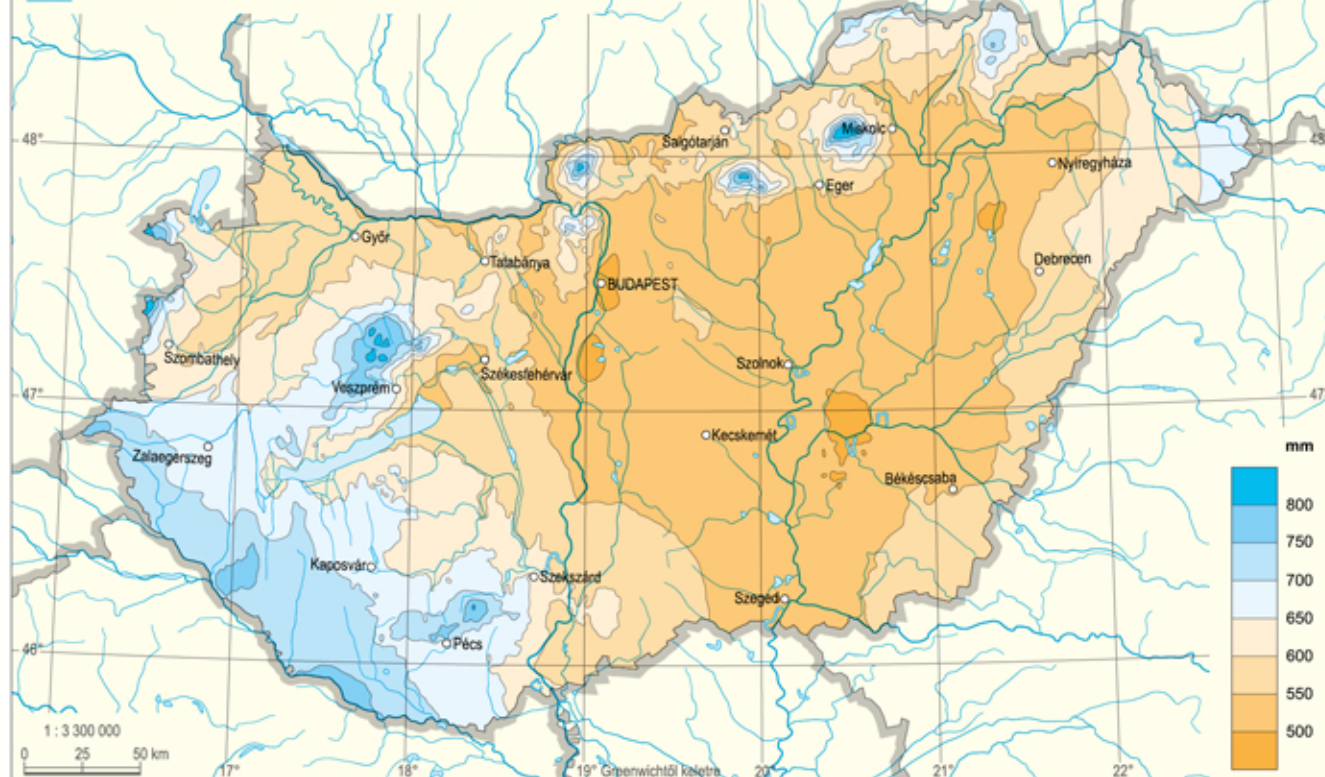 48°
48
Miskolc
Salgótarján
Nyíregyháza
Eger
Győr
Tatabánya
Debrecen
BUDAPEST
Szombathely
Szolnok
Székesfehérvár
Veszprém
47°
47
Kecskemét
mm
Zalaegerszeg
Békéscsaba
800
750
Kaposvár
Szekszárd
700
Szeged
650
Pécs
46°
600
550
1 : 3 300 000
500
0 25 50 km
17° 18° 19° Greenwichtől keletre 20° 21° 22°